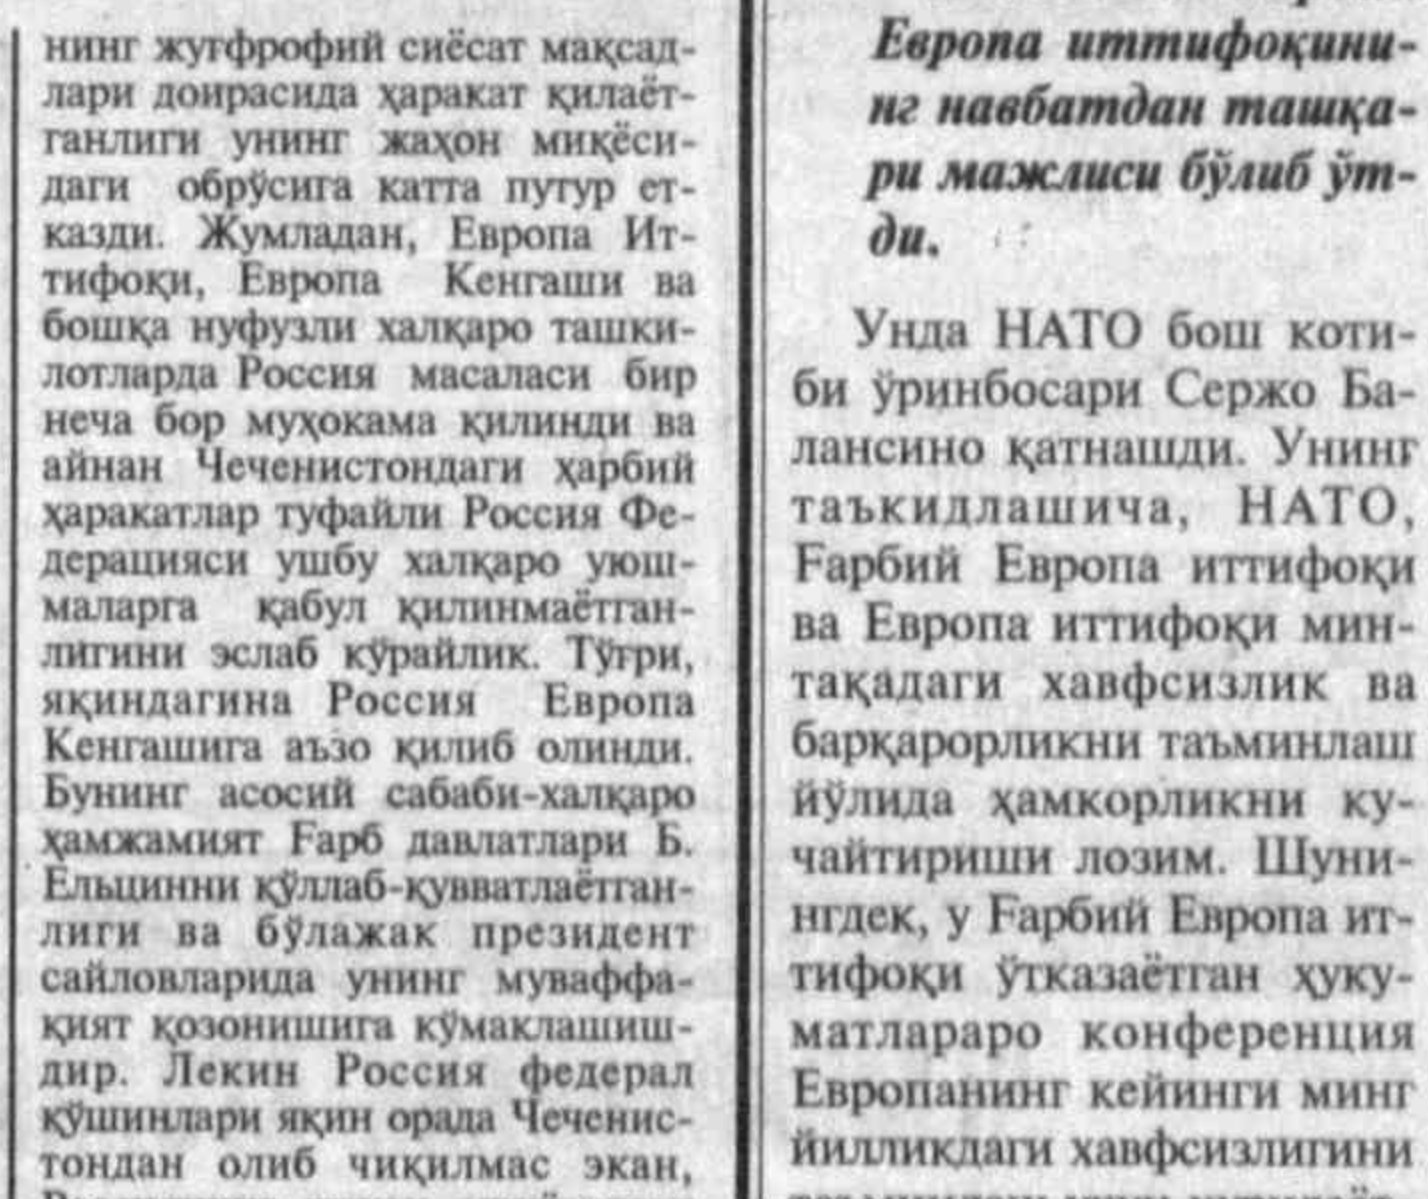 нинг жуғфрофий сиёсат мақсад-
лари доирасида ҳаракат қилаёт-
ганлиги унинг жаҳон миқёси-
даги обрўсига катта путур ет-
казди. Жумладан, Европа Ит-
тифоқи, Европа Кенгаши ва
бошқа нуфузли халқаро ташки-
лотларда Россия масаласи бир
неча бор муҳокама қилинди ва
айнан Чеченистондаги ҳарбий
ҳаракатлар туфайли Россия Фе-
дерацияси ушбу халқаро уюш-
маларга қабул қилинмаётган-
лигини эслаб кўрайлик. Тўғри,
яқиндагина Россия Европа
Кенгашига аъзо қилиб олинди.
Бунинг асосий сабаби-халқаро
ҳамжамият Ғарб давлатлари Б.
Ельцинни қўллаб-қувватлаётган-
лиги ва бўлажак президент
сайловларида унинг муваффа-
қият қозонишига кўмаклашиш-
дир. Лекин Россия федерал
қўшинлари яқин орада Чеченис-
тондан олиб чиқилмас экан,
Европа иттифоқини-
нг навбатдан ташқа-
ри мажлиси бўлиб ўт-
ди.
Унда НАТО бош коти-
би ўринбосари Сержо Ба-
лансино қатнашди. Унинг
таъкидлашича, НАТО,
Ғарбий Европа иттифоқи
ва Европа иттифоқи мин-
тақадаги хавфсизлик ва
барқарорликни таъминлаш
йўлида ҳамкорликни ку-
чайтириши лозим. Шуни-
нгдек, у Ғарбий Европа ит-
тифоқи ўтказаётган ҳуку-
матлараро конференция
Европанинг кейинги минг
йилликдаги хавфсизлигини